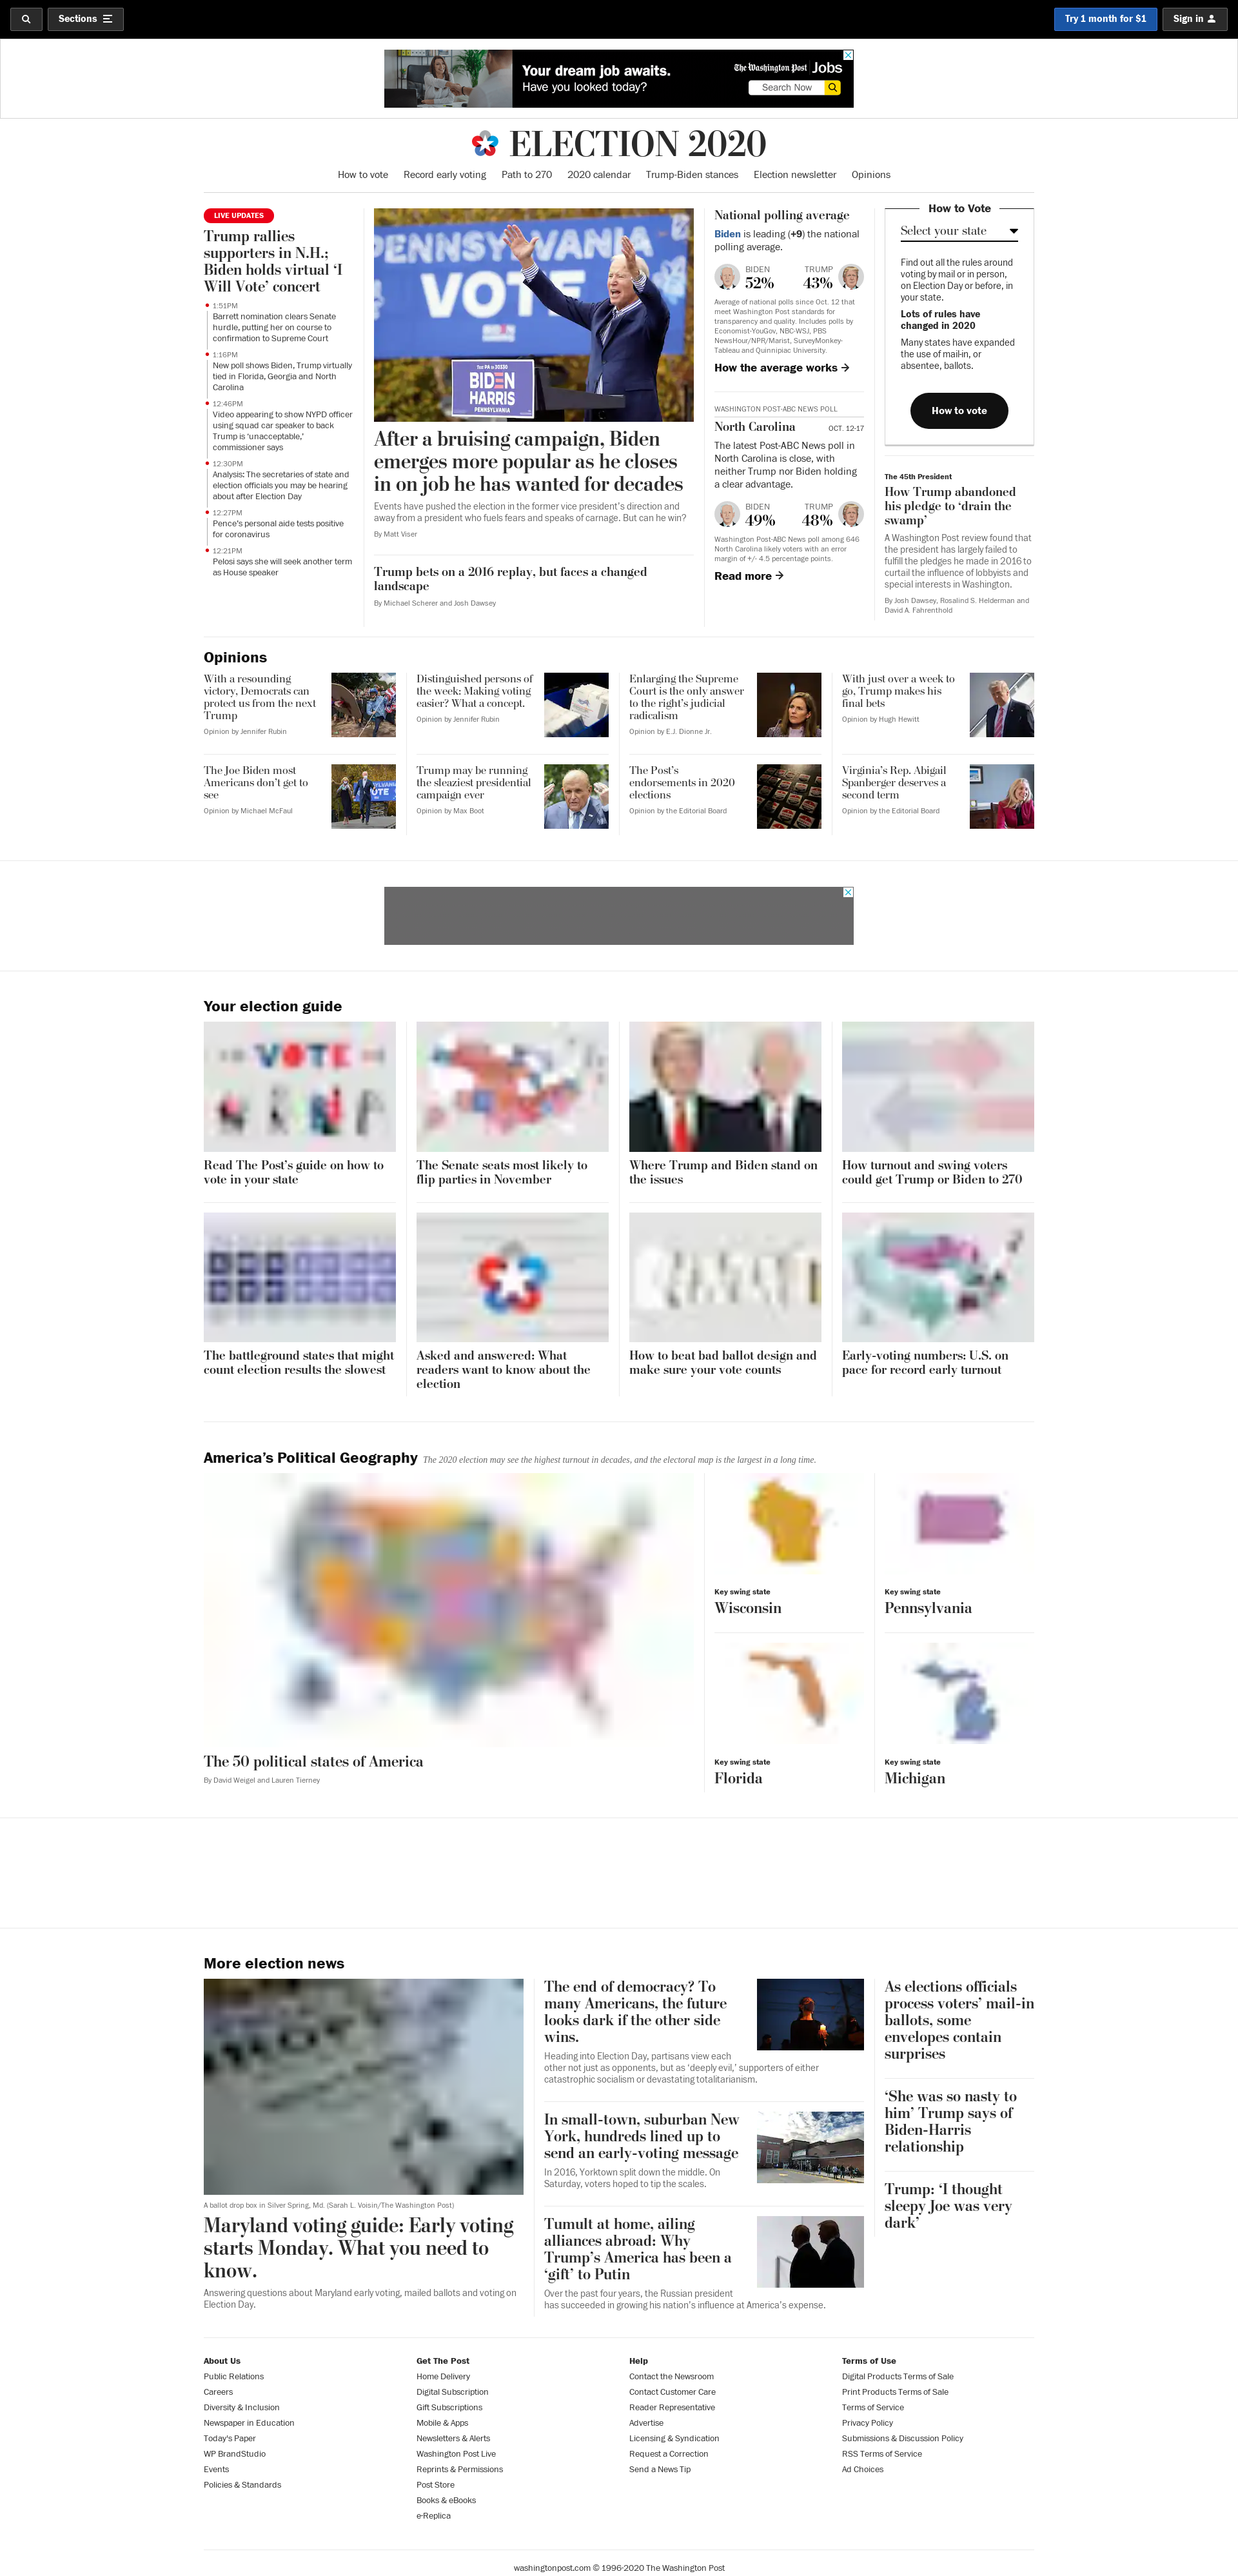 Sections
Try 1 month for $1
Sign in
Your dream job awaits.
Have you looked today?
The Washington Post Jobs
Search Now
ELECTION 2020
How to vote
Record early voting
Path to 270
2020 calendar
Trump-Biden stances
Election newsletter
Opinions
LIVE UPDATES
Trump rallies
supporters in N.H.;
Biden holds virtual ‘I
Will Vote’ concert
1:51PM
Barrett nomination clears Senate
hurdle, putting her on course to
confirmation to Supreme Court
1:16PM
New poll shows Biden, Trump virtually
tied in Florida, Georgia and North
Carolina
12:46PM
Video appearing to show NYPD officer
using squad car speaker to back
Trump is ‘unacceptable,’
commissioner says
12:30PM
Analysis: The secretaries of state and
election officials you may be hearing
about after Election Day
12:27PM
Pence’s personal aide tests positive
for coronavirus
12:21PM
Pelosi says she will seek another term
as House speaker
PENNSYLVANIA
VOTE
Text PA to 30330
BIDEN
HARRIS
PENNSYLVANIA
After a bruising campaign, Biden
emerges more popular as he closes
in on job he has wanted for decades
Events have pushed the election in the former vice president’s direction and
away from a president who fuels fears and speaks of carnage. But can he win?
By Matt Viser
Trump bets on a 2016 replay, but faces a changed
landscape
By Michael Scherer and Josh Dawsey
National polling average
Biden is leading (+9) the national
polling average.
BIDEN
52%
TRUMP
43%
Average of national polls since Oct. 12 that
meet Washington Post standards for
transparency and quality. Includes polls by
Economist-YouGov, NBC-WSJ, PBS
NewsHour/NPR/Marist, SurveyMonkey-
Tableau and Quinnipiac University.
How the average works
WASHINGTON POST-ABC NEWS POLL
North Carolina
OCT. 12-17
The latest Post-ABC News poll in
North Carolina is close, with
neither Trump nor Biden holding
a clear advantage.
BIDEN
49%
TRUMP
48%
Washington Post-ABC News poll among 646
North Carolina likely voters with an error
margin of +/- 4.5 percentage points.
Read more
How to Vote
Select your state
Find out all the rules around
voting by mail or in person,
on Election Day or before, in
your state.
Lots of rules have
changed in 2020
Many states have expanded
the use of mail-in, or
absentee, ballots.
How to vote
The 45th President
How Trump abandoned
his pledge to ‘drain the
swamp’
A Washington Post review found that
the president has largely failed to
fulfill the pledges he made in 2016 to
curtail the influence of lobbyists and
special interests in Washington.
By Josh Dawsey, Rosalind S. Helderman and
David A. Fahrenthold
Opinions
With a resounding
victory, Democrats can
protect us from the next
Trump
Opinion by Jennifer Rubin
Distinguished persons of
the week: Making voting
easier? What a concept.
Opinion by Jennifer Rubin
Enlarging the Supreme
Court is the only answer
to the right’s judicial
radicalism
Opinion by E.J. Dionne Jr.
With just over a week to
go, Trump makes his
final bets
Opinion by Hugh Hewitt
The Joe Biden most
Americans don’t get to
see
Opinion by Michael McFaul
Trump may be running
the sleaziest presidential
campaign ever
Opinion by Max Boot
The Post’s
endorsements in 2020
elections
Opinion by the Editorial Board
Virginia’s Rep. Abigail
Spanberger deserves a
second term
Opinion by the Editorial Board
Your election guide
VOTE
Read The Post’s guide on how to
vote in your state
The Senate seats most likely to
flip parties in November
Where Trump and Biden stand on
the issues
How turnout and swing voters
could get Trump or Biden to 270
The battleground states that might
count election results the slowest
Asked and answered: What
readers want to know about the
election
How to beat bad ballot design and
make sure your vote counts
Early-voting numbers: U.S. on
pace for record early turnout
America’s Political Geography
The 2020 election may see the highest turnout in decades, and the electoral map is the largest in a long time.
The 50 political states of America
By David Weigel and Lauren Tierney
Key swing state
Wisconsin
Key swing state
Pennsylvania
Key swing state
Florida
Key swing state
Michigan
More election news
A ballot drop box in Silver Spring, Md. (Sarah L. Voisin/The Washington Post)
Maryland voting guide: Early voting
starts Monday. What you need to
know.
Answering questions about Maryland early voting, mailed ballots and voting on
Election Day.
The end of democracy? To
many Americans, the future
looks dark if the other side
wins.
Heading into Election Day, partisans view each
other not just as opponents, but as ‘deeply evil,’ supporters of either
catastrophic socialism or devastating totalitarianism.
In small-town, suburban New
York, hundreds lined up to
send an early-voting message
In 2016, Yorktown split down the middle. On
Saturday, voters hoped to tip the scales.
Tumult at home, ailing
alliances abroad: Why
Trump’s America has been a
‘gift’ to Putin
Over the past four years, the Russian president
has succeeded in growing his nation’s influence at America’s expense.
As elections officials
process voters’ mail-in
ballots, some
envelopes contain
surprises
‘She was so nasty to
him’ Trump says of
Biden-Harris
relationship
Trump: ‘I thought
sleepy Joe was very
dark’
About Us
Public Relations
Careers
Diversity & Inclusion
Newspaper in Education
Today's Paper
WP BrandStudio
Events
Policies & Standards
Get The Post
Home Delivery
Digital Subscription
Gift Subscriptions
Mobile & Apps
Newsletters & Alerts
Washington Post Live
Reprints & Permissions
Post Store
Books & eBooks
e-Replica
Help
Contact the Newsroom
Contact Customer Care
Reader Representative
Advertise
Licensing & Syndication
Request a Correction
Send a News Tip
Terms of Use
Digital Products Terms of Sale
Print Products Terms of Sale
Terms of Service
Privacy Policy
Submissions & Discussion Policy
RSS Terms of Service
Ad Choices
washingtonpost.com © 1996-2020 The Washington Post